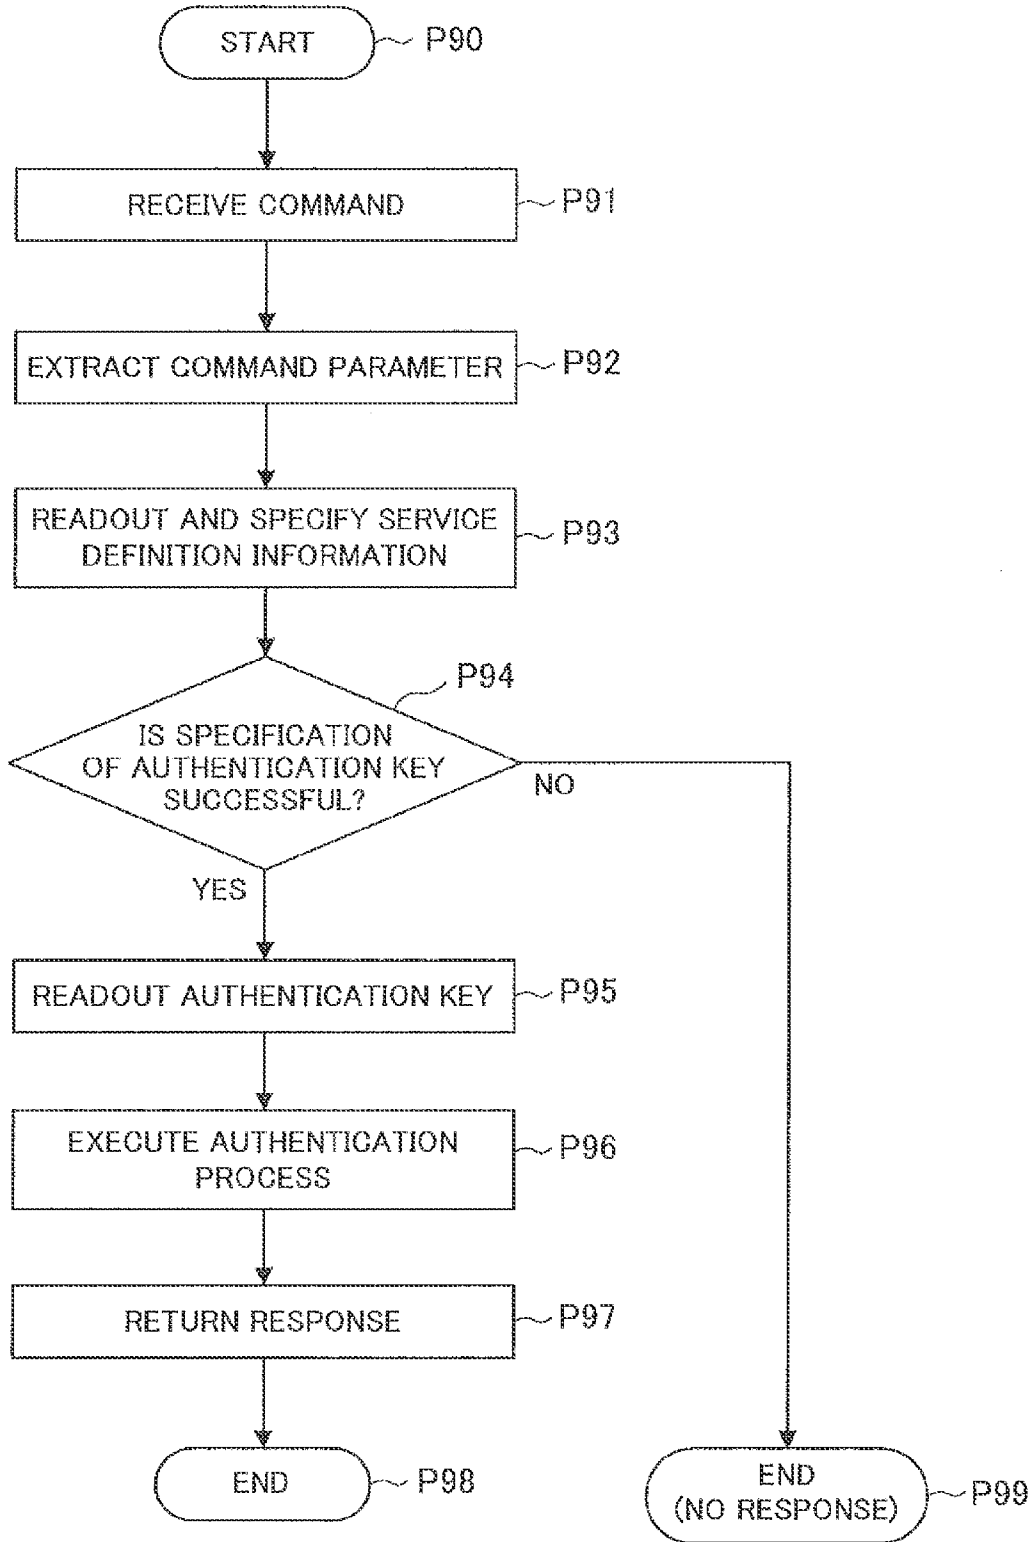 START
P90
RECEIVE COMMAND
P91
EXTRACT COMMAND PARAMETER
P92
READOUT AND SPECIFY SERVICE
DEFINITION INFORMATION
P93
P94
IS SPECIFICATION
OF AUTHENTICATION KEY
SUCCESSFUL?
NO
YES
READOUT AUTHENTICATION KEY
P95
EXECUTE AUTHENTICATION
PROCESS
P96
RETURN RESPONSE
P97
END
P98
END
(NO RESPONSE)
P99